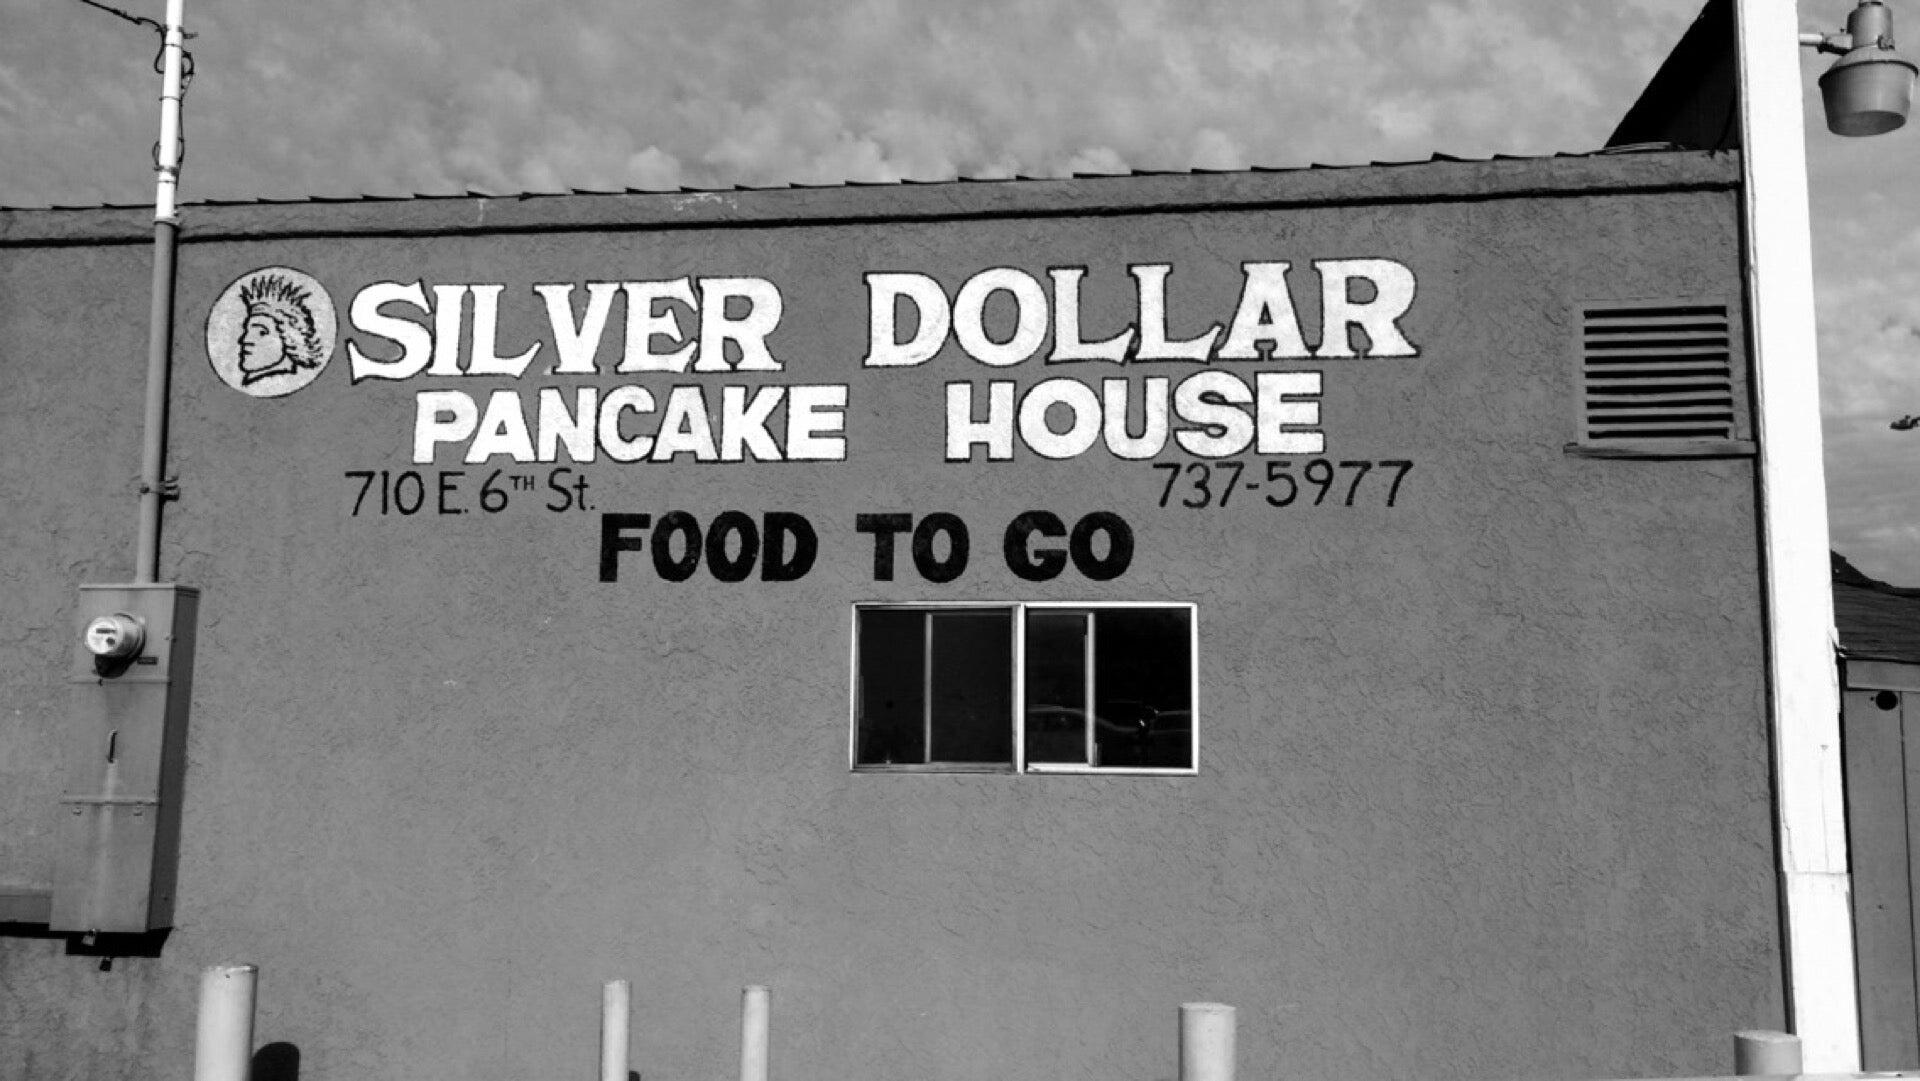 SILVER DOLLAR
PANCAKE HOUSE
710 E. 6TH St. 737-5977
FOOD TO GO